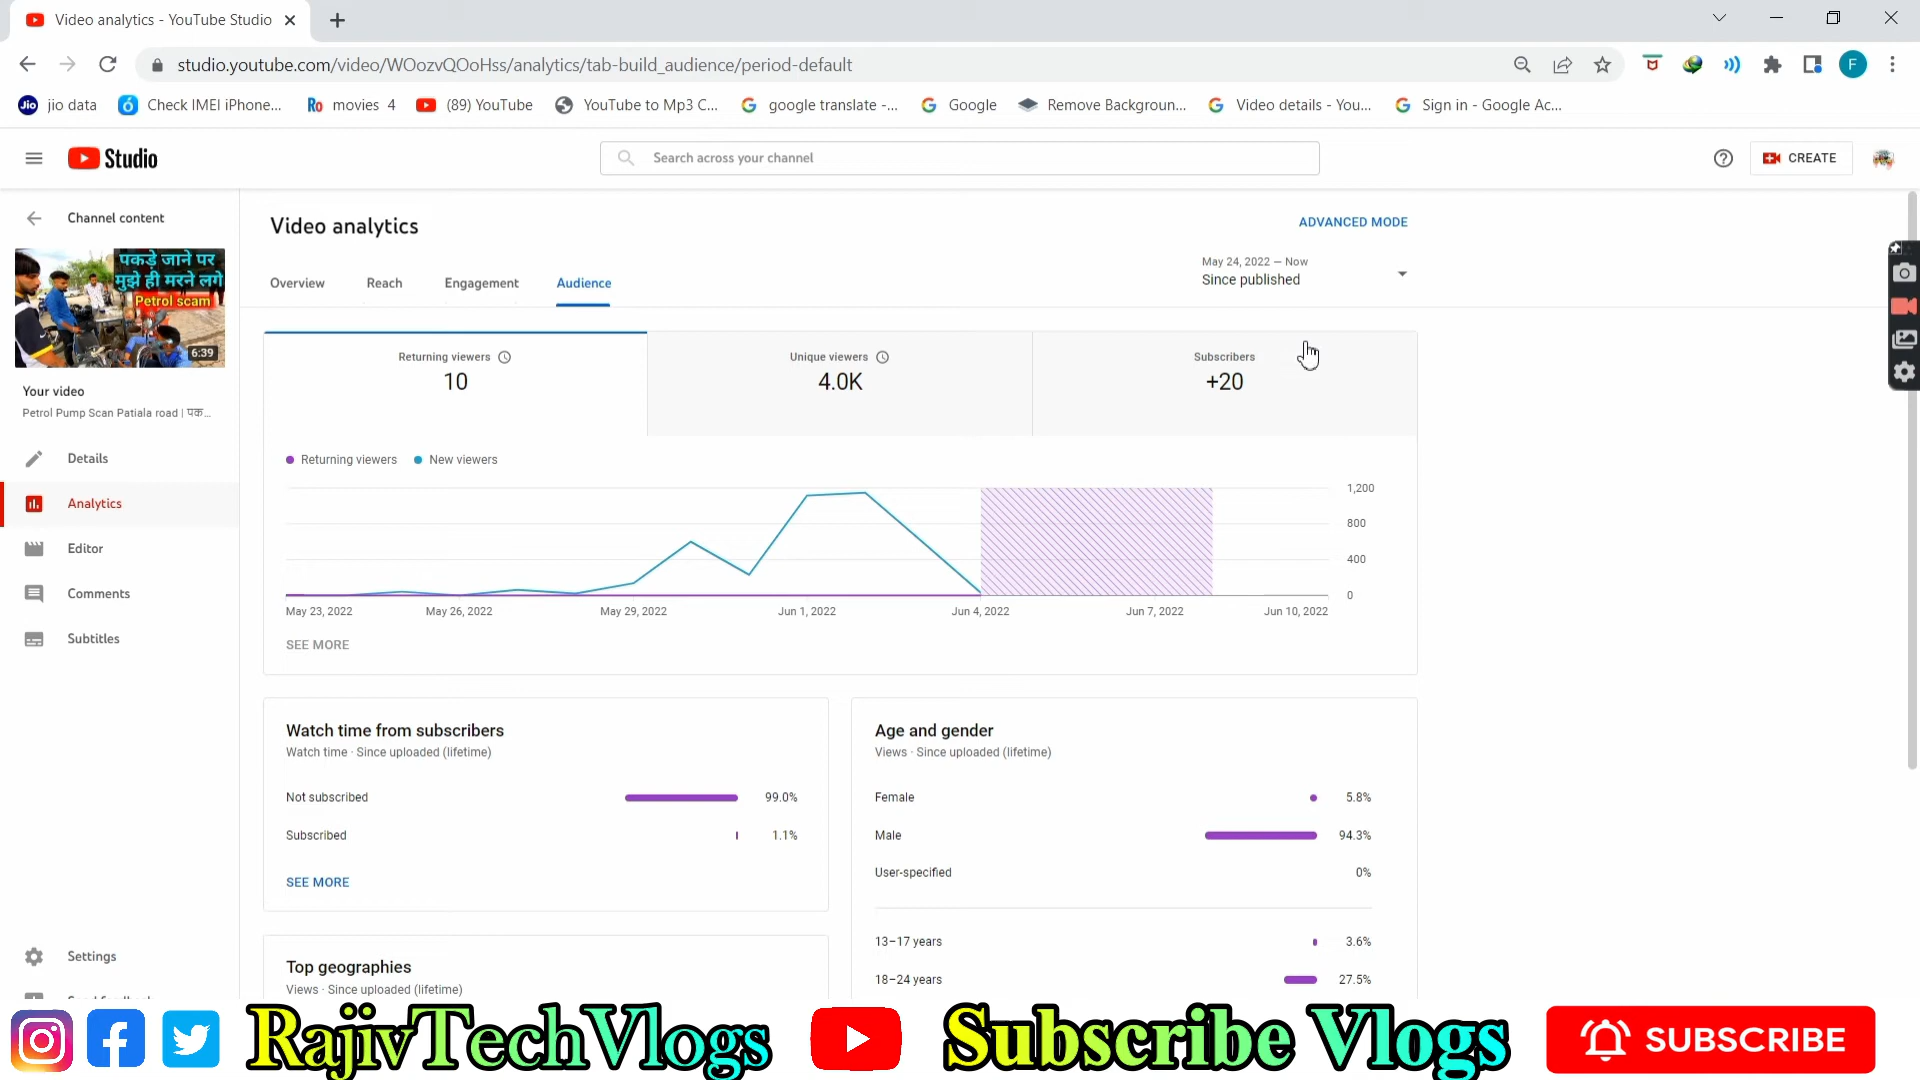 Video analytics - YouTube Studio
studio.youtube.com/video/WOozvQOoHss/analytics/tab-build_audience/period-default
F
Jio jio data
Check IMEI iPhone...
Ro movies 4
(89) YouTube
YouTube to Mp3 C...
google translate -...
Google
Remove Backgroun...
Video details - You...
Sign in - Google Ac...
Studio
Search across your channel
CREATE
Channel content
पकड़े जाने पर
मुझे ही मरने लगे
Petrol scam
6:39
Your video
Petrol Pump Scan Patiala road | पक...
Details
Analytics
Editor
Comments
Subtitles
Settings
Video analytics
ADVANCED MODE
Overview
Reach
Engagement
Audience
May 24, 2022 – Now
Since published
Returning viewers
10
Unique viewers
4.0K
Subscribers
+20
Returning viewers
New viewers
1,200
800
400
0
May 23, 2022
May 26, 2022
May 29, 2022
Jun 1, 2022
Jun 4, 2022
Jun 7, 2022
Jun 10, 2022
SEE MORE
Watch time from subscribers
Watch time · Since uploaded (lifetime)
Not subscribed 99.0%
Subscribed 1.1%
SEE MORE
Age and gender
Views · Since uploaded (lifetime)
Female 5.8%
Male 94.3%
User-specified 0%
13–17 years 3.6%
18–24 years 27.5%
Top geographies
Views · Since uploaded (lifetime)
RajivTechVlogs
Subscribe Vlogs
SUBSCRIBE